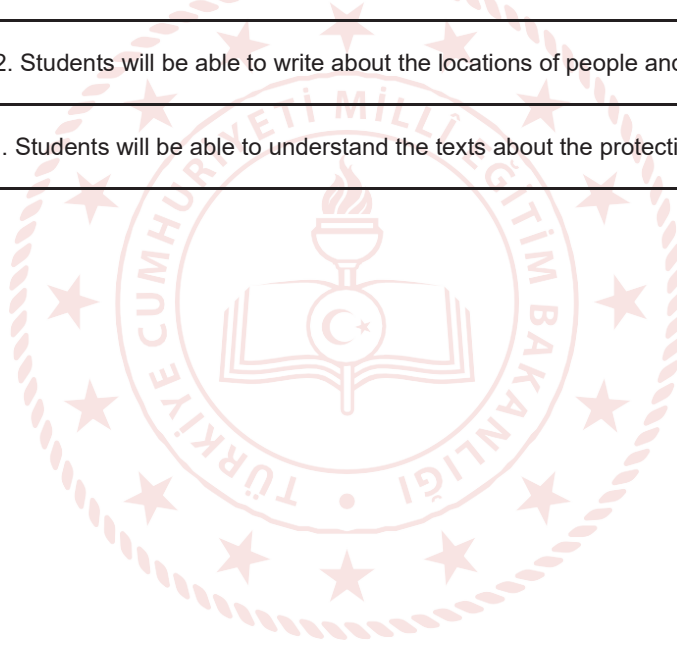 2. Students will be able to write about the locations of people and
. Students will be able to understand the texts about the protecti
TÜRKİYE CUMHURİYETİ MİLLÎ EĞİTİM BAKANLIĞI